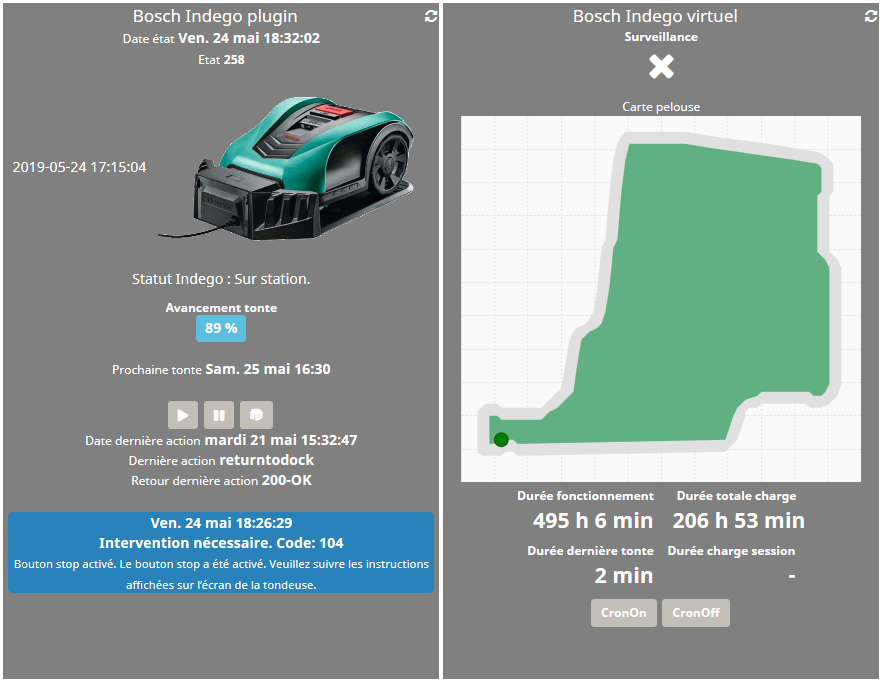 Bosch Indego plugin
Date état Ven. 24 mai 18:32:02
Etat 258
2019-05-24 17:15:04
Statut Indego : Sur station.
Avancement tonte
89 %
Prochaine tonte Sam. 25 mai 16:30
Date dernière action mardi 21 mai 15:32:47
Dernière action returntodock
Retour dernière action 200-OK
Ven. 24 mai 18:26:29
Intervention nécessaire. Code: 104
Bouton stop activé. Le bouton stop a été activé. Veuillez suivre les instructions
affichées sur l’écran de la tondeuse.
Bosch Indego virtuel
Surveillance
Carte pelouse
Durée fonctionnement Durée totale charge
495 h 6 min 206 h 53 min
Durée dernière tonte Durée charge session
2 min -
CronOn CronOff